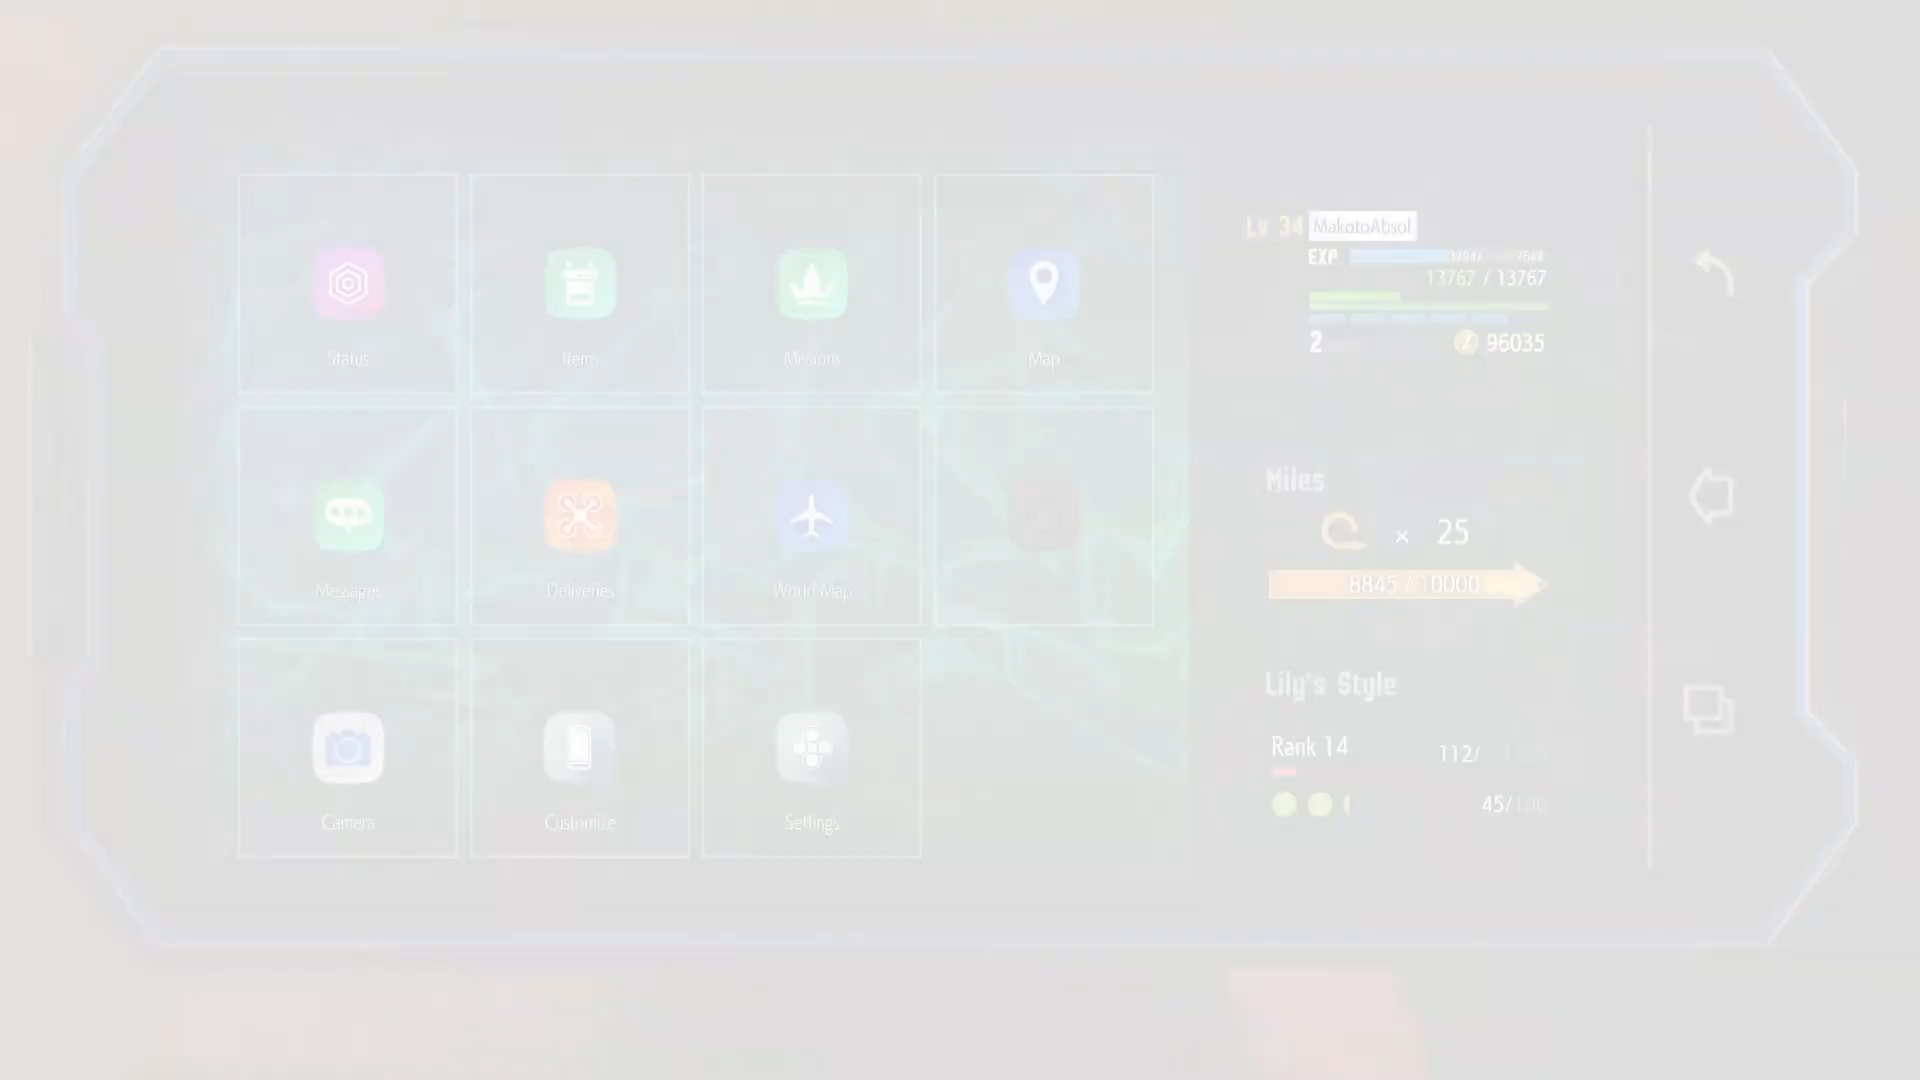 Status
Items
Missions
Map
Messages
Deliveries
World Map
Camera
Customize
Settings
Lv 34 MakotoAbsol
EXP
13767 / 13767
2
Z 96035
Miles
× 25
8845 / 10000
Lily's Style
Rank 14 112/
45/100